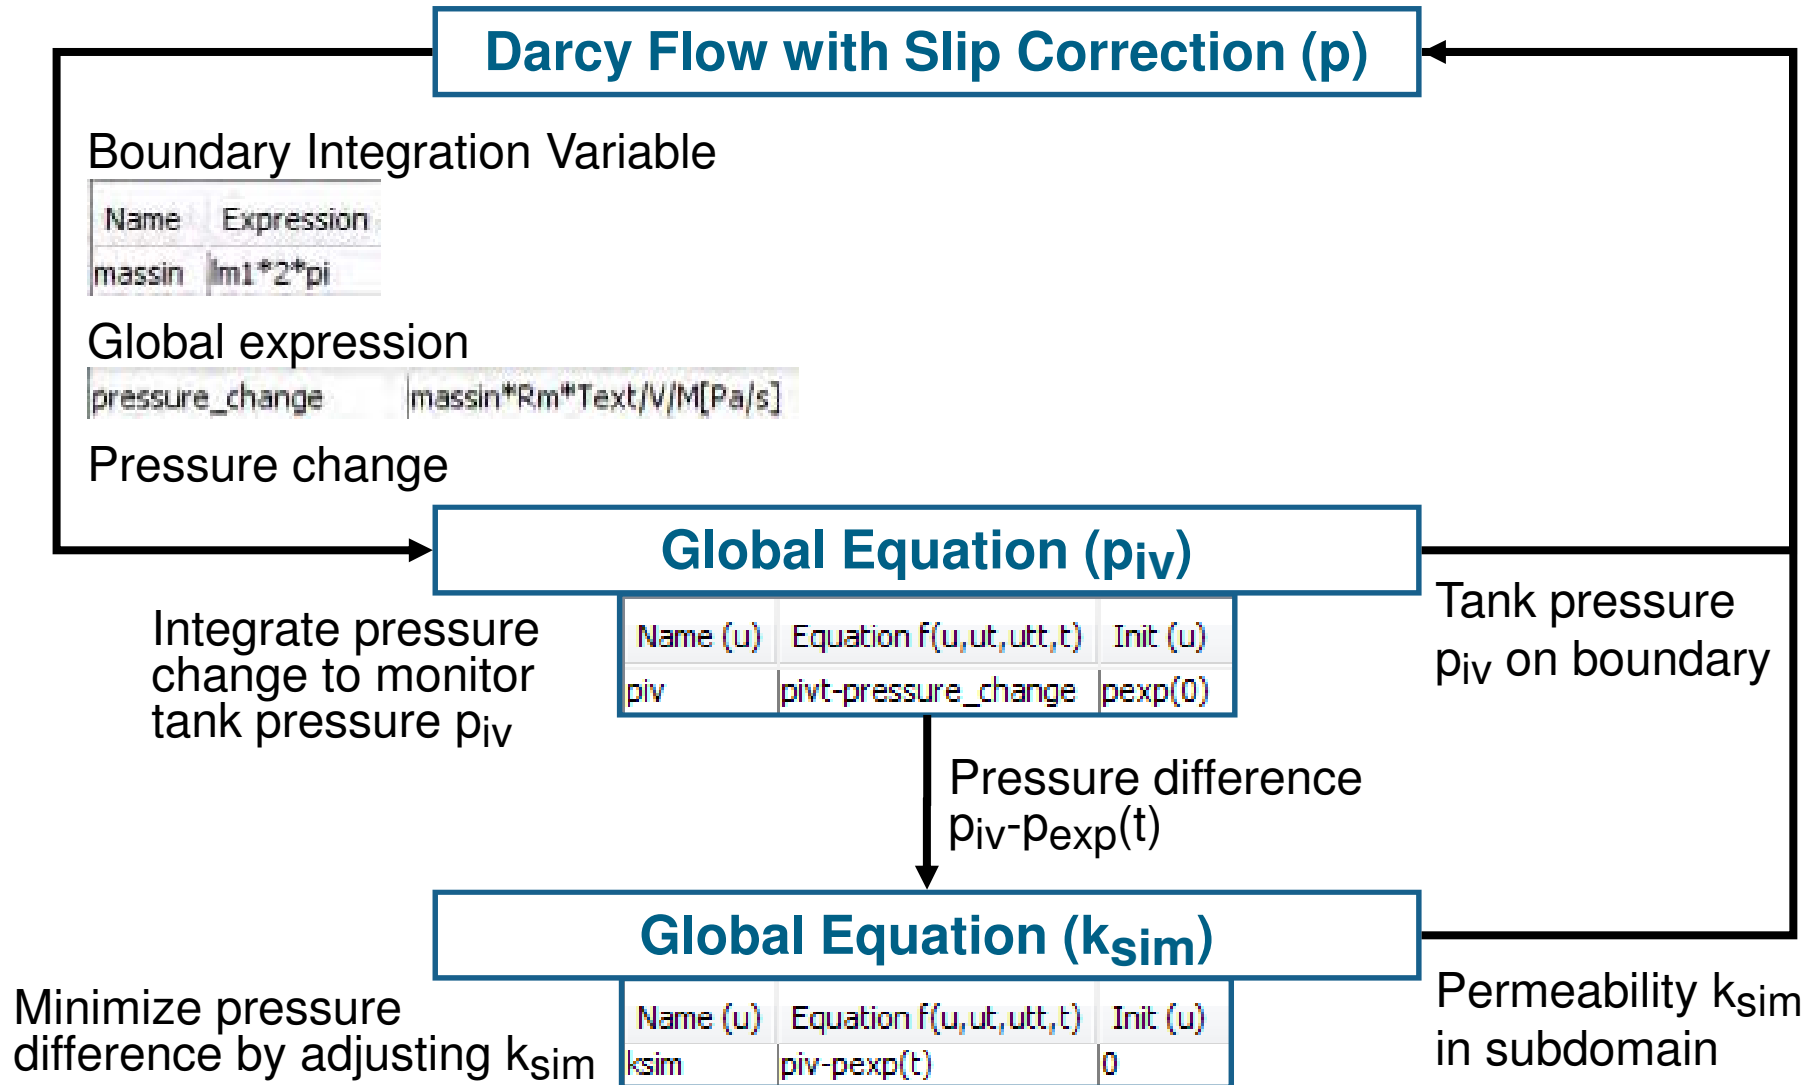 Darcy Flow with Slip Correction (p)
Boundary Integration Variable
Name Expression
massin lm1*2*pi
Global expression
pressure_change massin*Rm*Text/V/M[Pa/s]
Pressure change
Global Equation (piv)
Integrate pressure
change to monitor
tank pressure piv
Name (u) Equation f(u,ut,utt,t) Init (u)
piv pivt-pressure_change pexp(0)
Tank pressure
piv on boundary
Pressure difference
piv-pexp(t)
Global Equation (ksim)
Minimize pressure
difference by adjusting ksim
Name (u) Equation f(u,ut,utt,t) Init (u)
ksim piv-pexp(t) 0
Permeability ksim
in subdomain